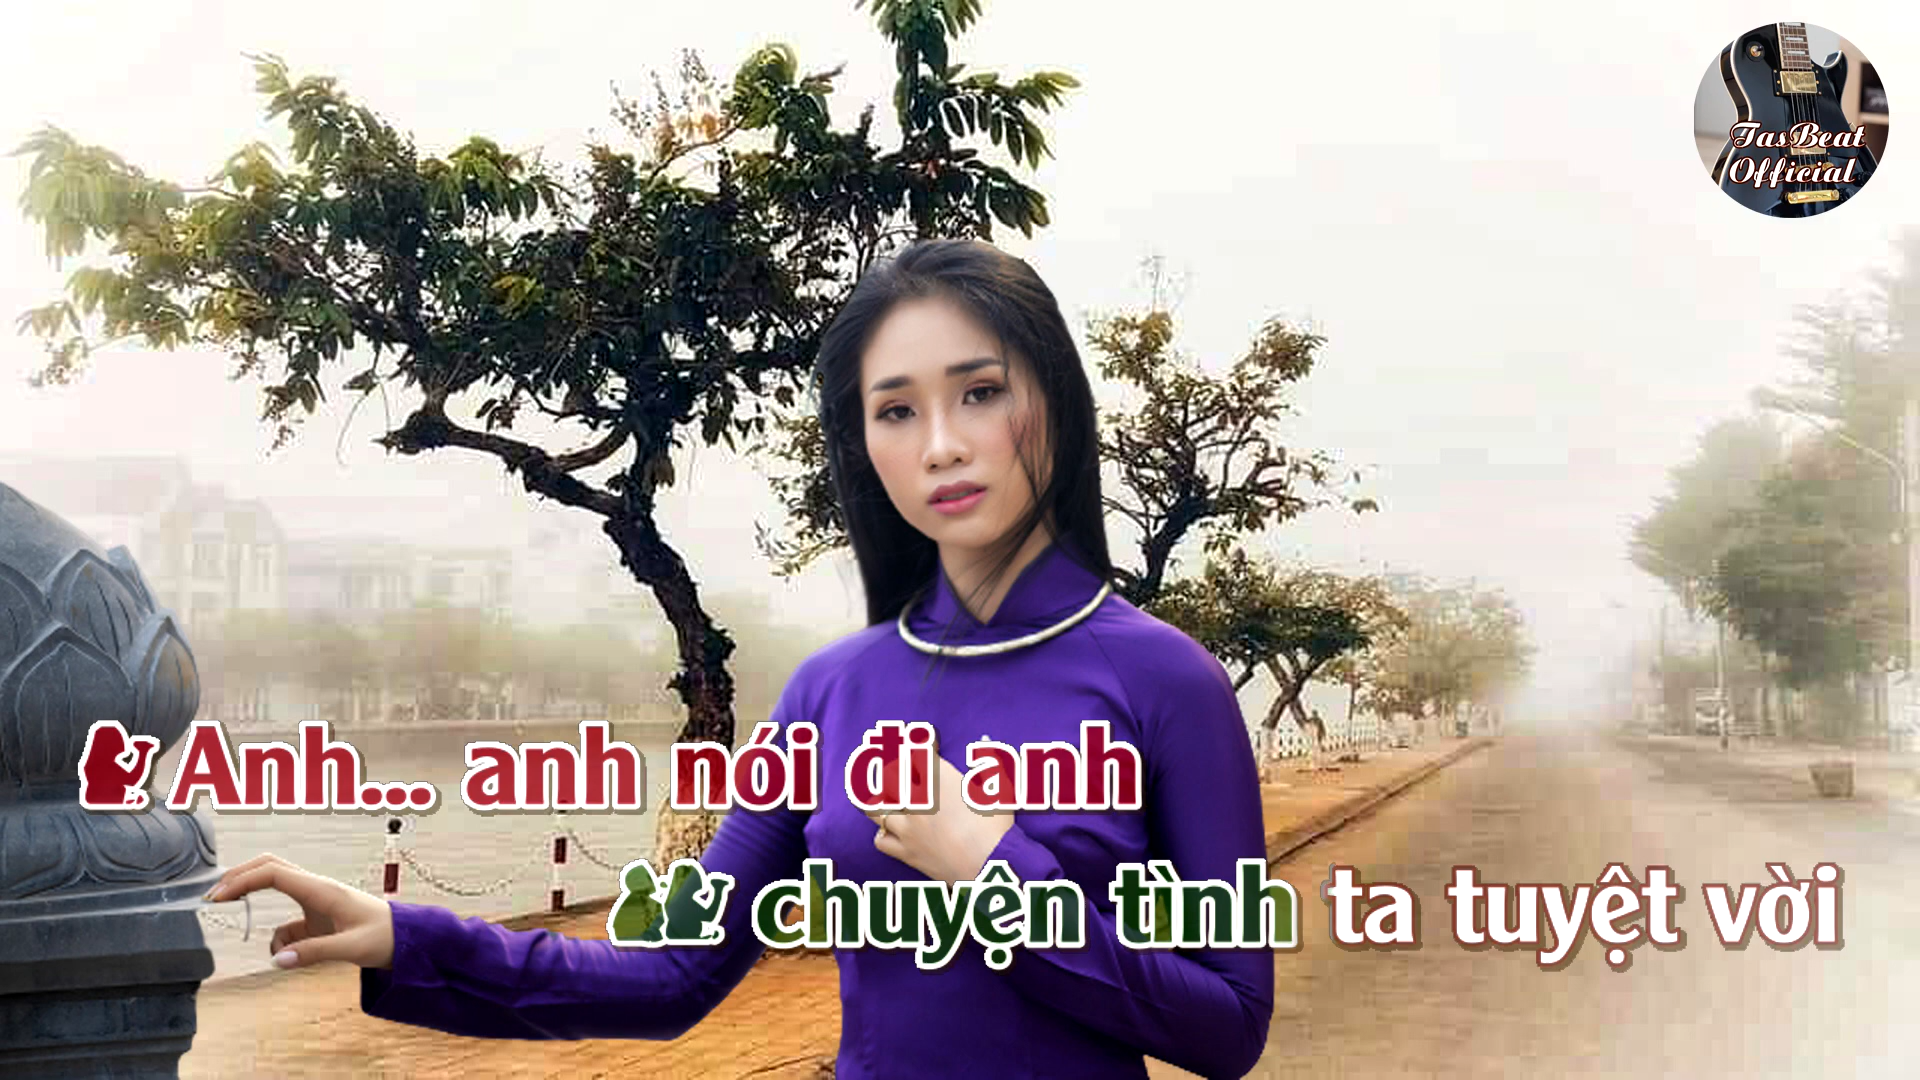 TasBeat
Official
Anh... anh nói đi anh
chuyện tình ta tuyệt vời